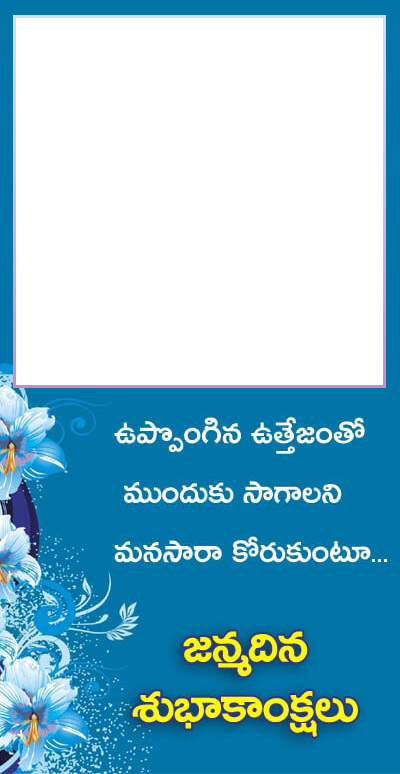 ఉప్పొంగిన ఉత్తేజంతో
ముందుకు సాగాలని
మనసారా కోరుకుంటూ...
జన్మదిన
శుభాకాంక్షలు